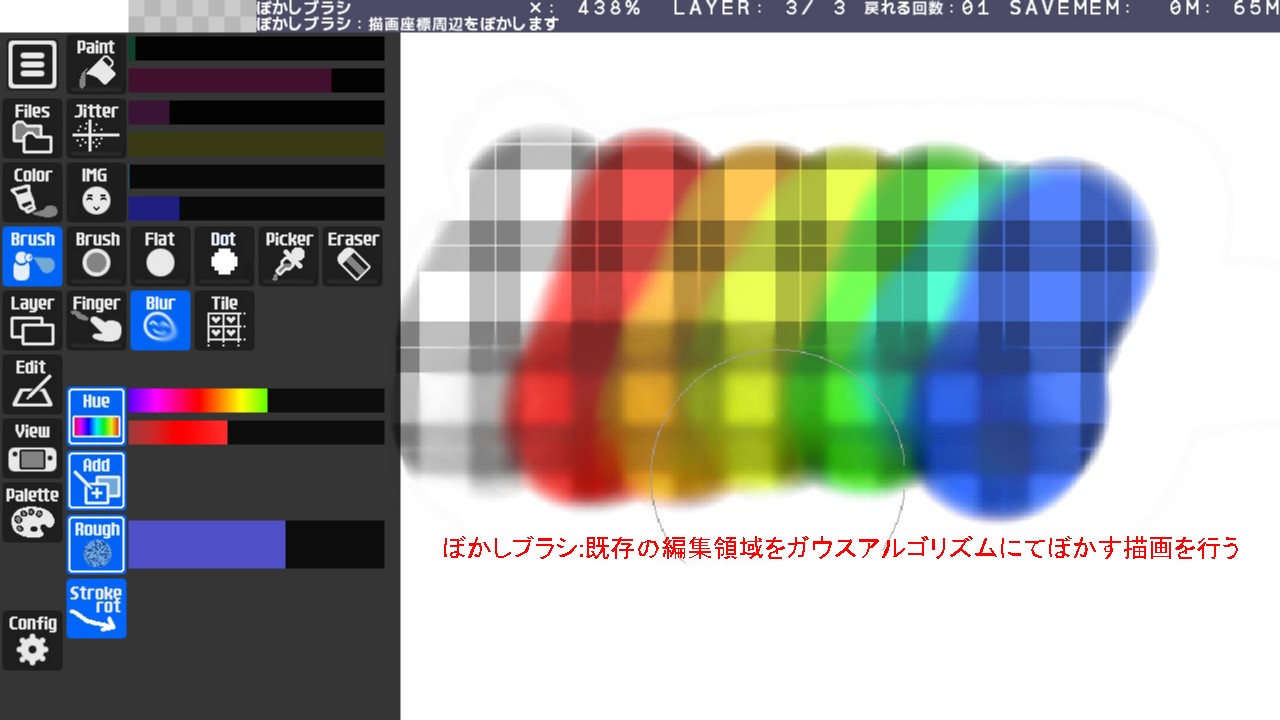 ぼかしブラシ ×: 438% LAYER: 3/ 3 戻れる回数:01 SAVEMEM: 0M: 65M
ぼかしブラシ:描画座標周辺をぼかします
Paint
Files Jitter
Color IMG
Brush Brush Flat Dot Picker Eraser
Layer Finger Blur Tile
Edit
Hue
View
Add
Palette
Rough
Stroke
rot
Config
ぼかしブラシ:既存の編集領域をガウスアルゴリズムにてぼかす描画を行う